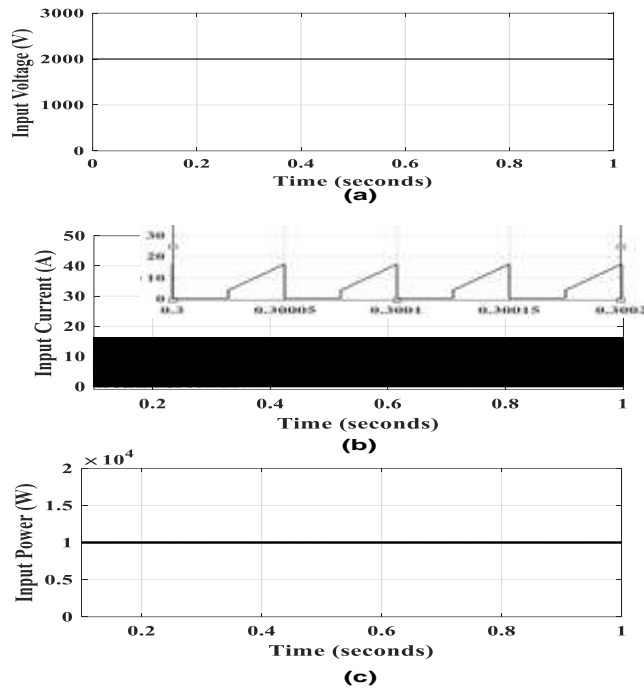 3000
2000
1000
0
Input Voltage (V)
0 0.2 0.4 0.6 0.8 1
Time (seconds)
(a)
50
40
30
20
10
0
Input Current (A)
30
20
10
0
0.3 0.30005 0.3001 0.30015 0.3002
0.2 0.4 0.6 0.8 1
Time (seconds)
(b)
× 10⁴
2
1.5
1
0.5
0
Input Power (W)
0.2 0.4 0.6 0.8 1
Time (seconds)
(c)